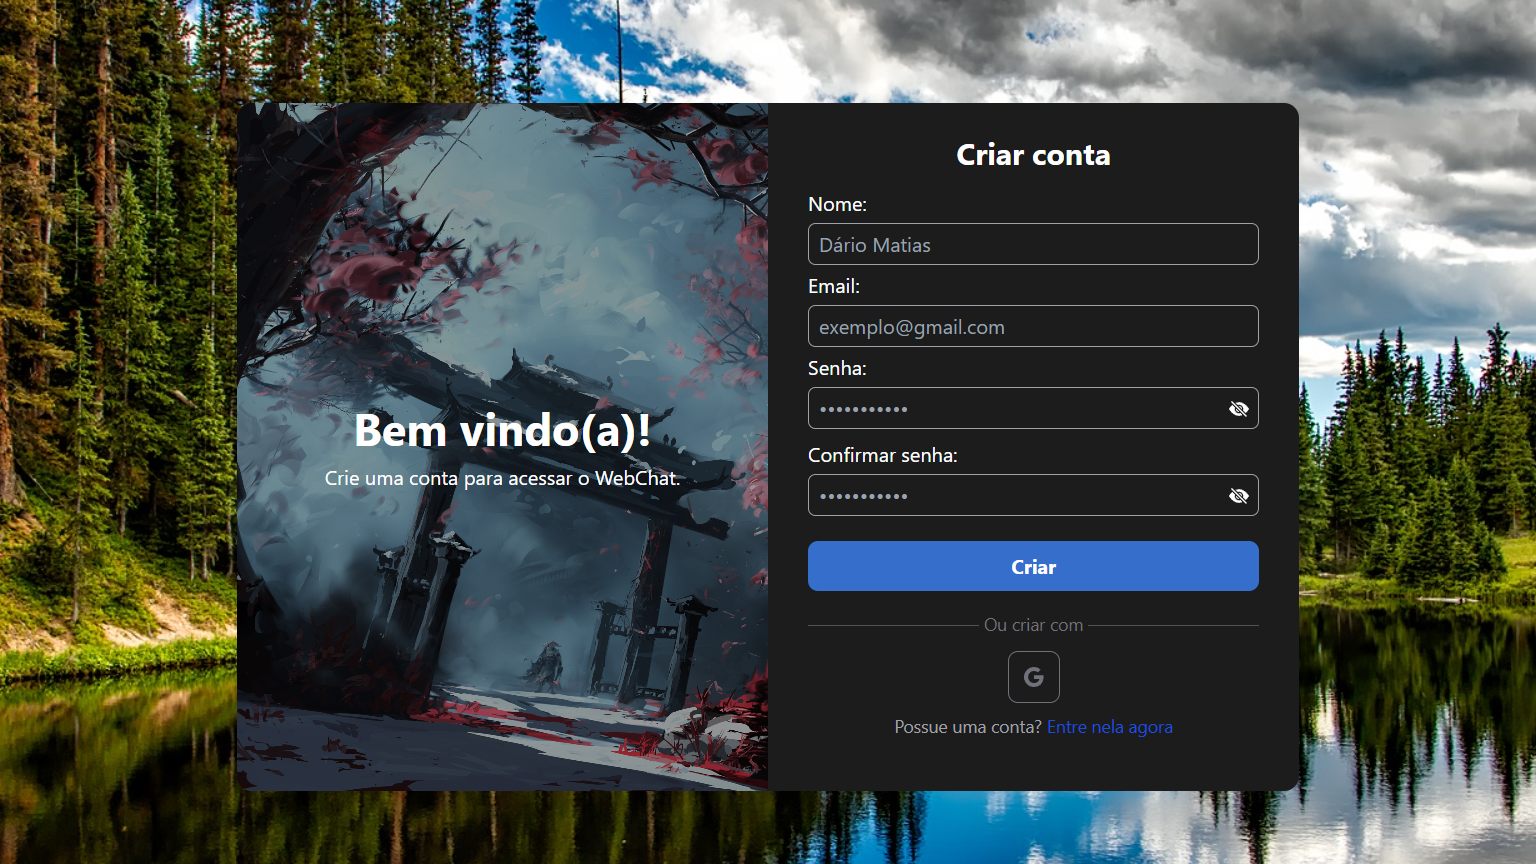 Bem vindo(a)!
Crie uma conta para acessar o WebChat.
Criar conta
Nome:
Dário Matias
Email:
exemplo@gmail.com
Senha:
•••••••••••
Confirmar senha:
•••••••••••
Criar
Ou criar com
G
Possue uma conta? Entre nela agora